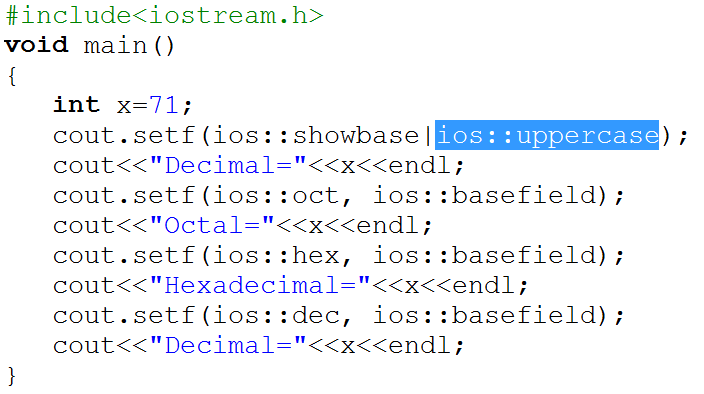 #include<iostream.h>
void main()
{
int x=71;
cout.setf(ios::showbase|ios::uppercase);
cout<<"Decimal="<<x<<endl;
cout.setf(ios::oct, ios::basefield);
cout<<"Octal="<<x<<endl;
cout.setf(ios::hex, ios::basefield);
cout<<"Hexadecimal="<<x<<endl;
cout.setf(ios::dec, ios::basefield);
cout<<"Decimal="<<x<<endl;
}